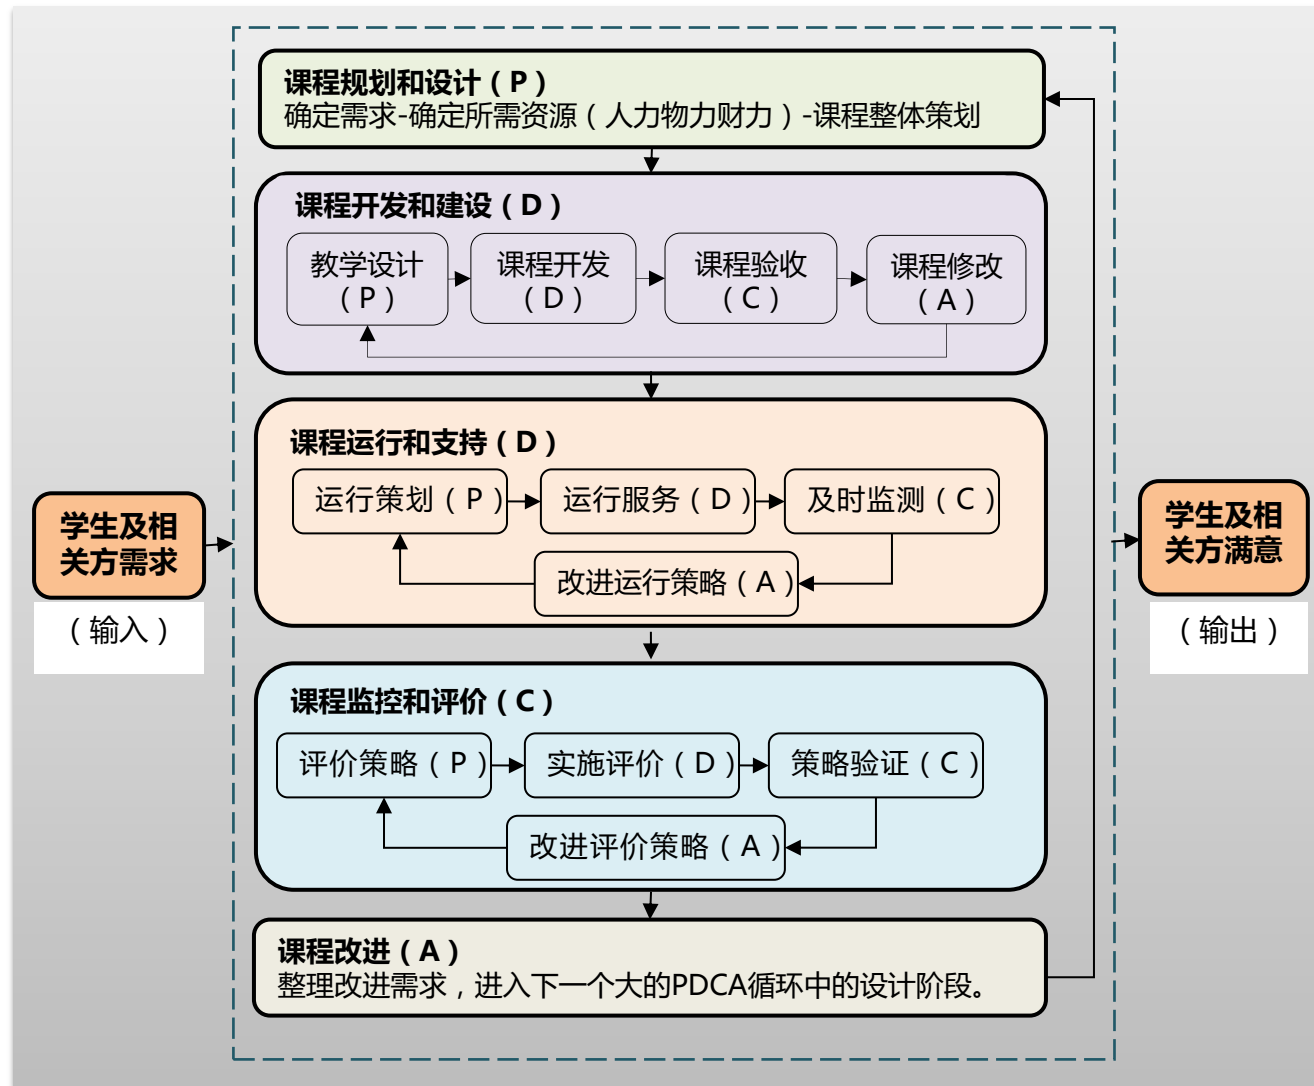 课程规划和设计（P）
确定需求-确定所需资源（人力物力财力）-课程整体策划
课程开发和建设（D）
教学设计
（P）
课程开发
（D）
课程验收
（C）
课程修改
（A）
课程运行和支持（D）
运行策划（P）
运行服务（D）
及时监测（C）
改进运行策略（A）
学生及相
关方需求
（输入）
学生及相
关方满意
（输出）
课程监控和评价（C）
评价策略（P）
实施评价（D）
策略验证（C）
改进评价策略（A）
课程改进（A）
整理改进需求，进入下一个大的PDCA循环中的设计阶段。